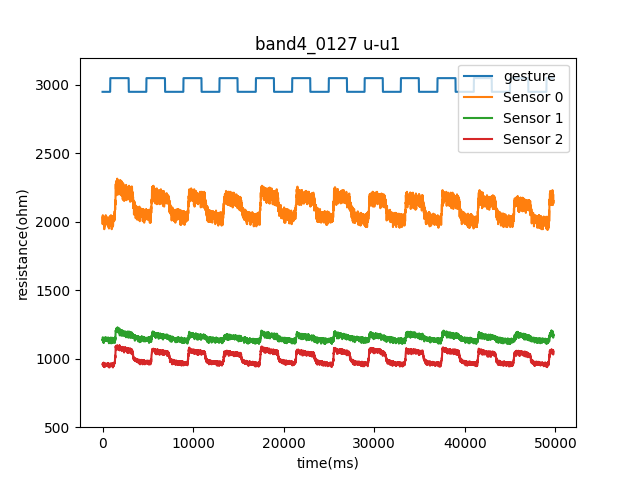 band4_0127 u-u1
gesture
Sensor 0
Sensor 1
Sensor 2
3000
2500
2000
1500
1000
500
resistance(ohm)
0
10000
20000
30000
40000
50000
time(ms)